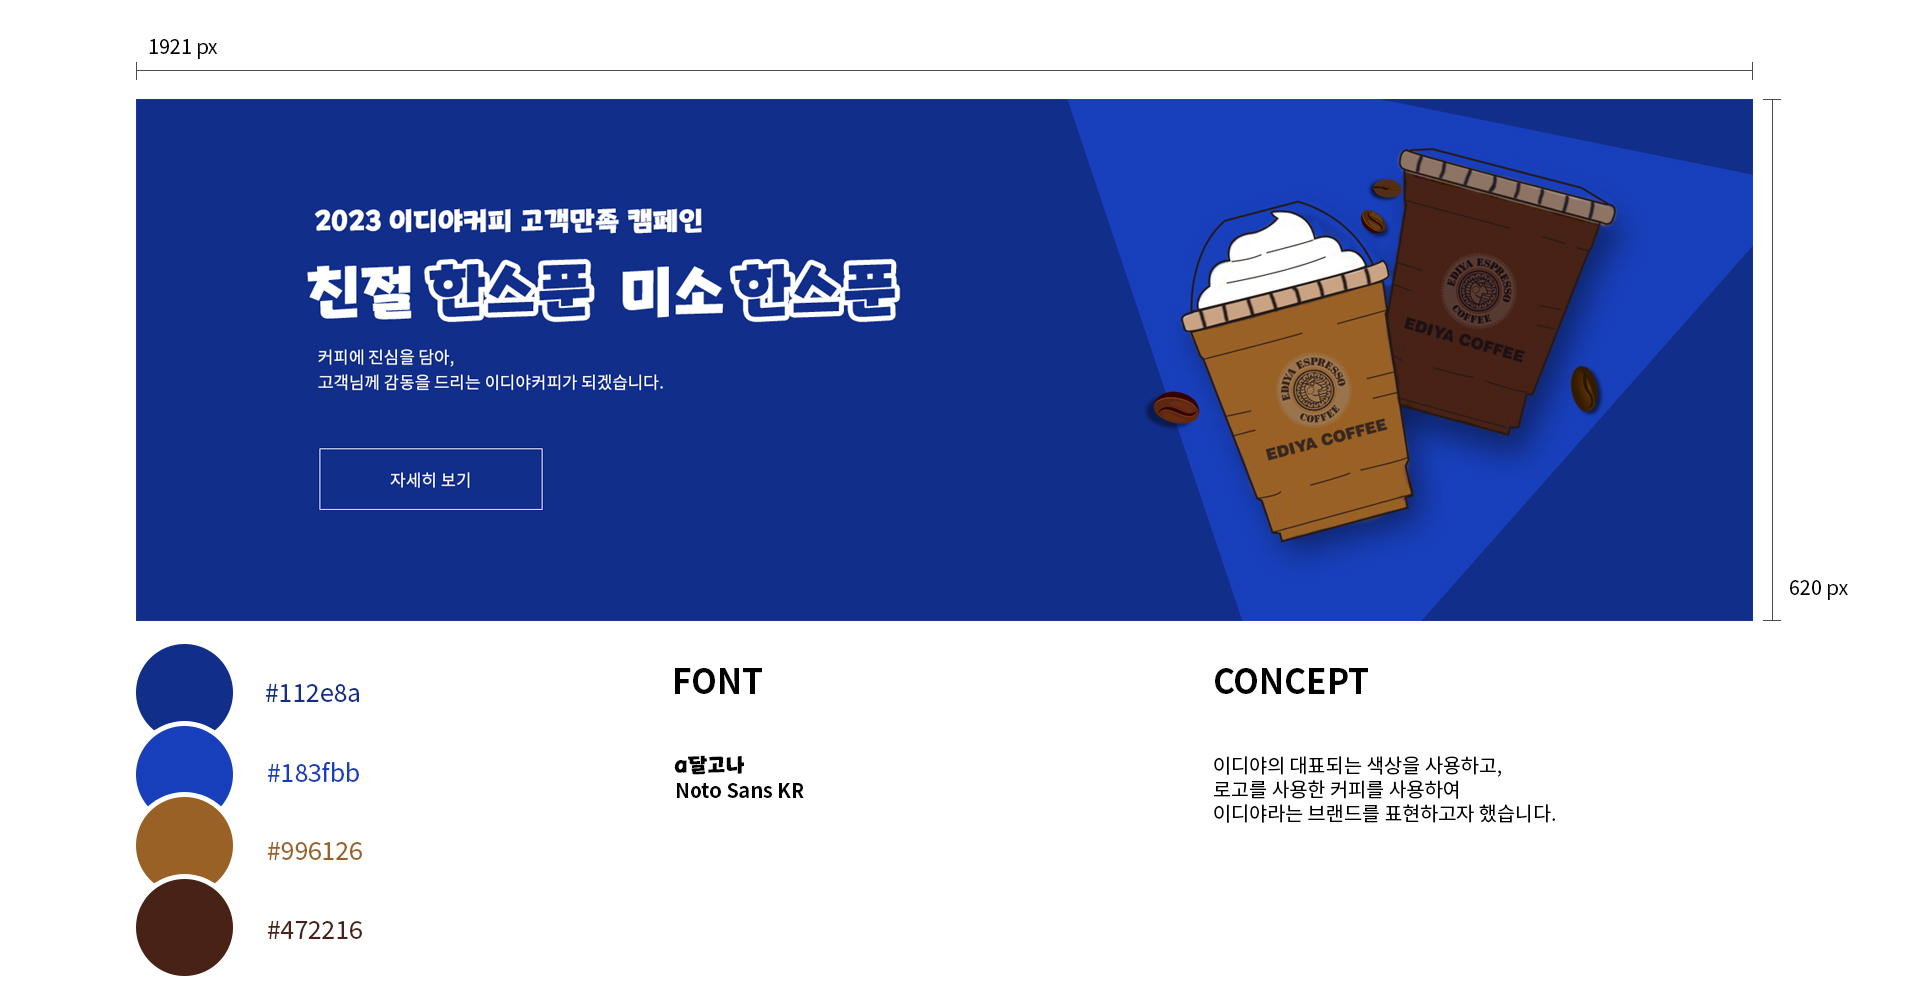 1921 px
2023 이디야커피 고객만족 캠페인
친절 한스푼 미소 한스푼
커피에 진심을 담아,
고객님께 감동을 드리는 이디야커피가 되겠습니다.
자세히 보기
EDIYA ESPRESSO
COFFEE
EDIYA COFFEE
EDIYA ESPRESSO
COFFEE
EDIYA COFFEE
620 px
#112e8a
#183fbb
#996126
#472216
FONT
a달고나
Noto Sans KR
CONCEPT
이디야의 대표되는 색상을 사용하고,
로고를 사용한 커피를 사용하여
이디야라는 브랜드를 표현하고자 했습니다.